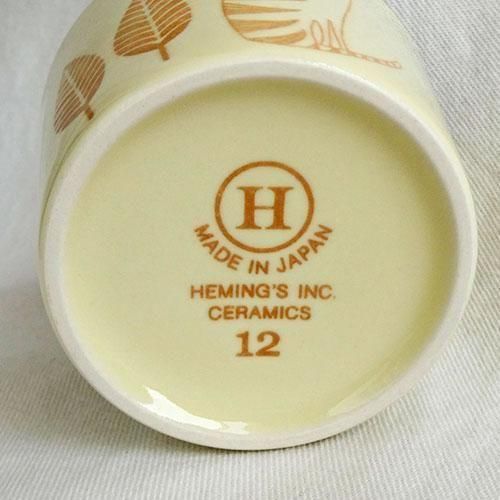 H
MADE IN JAPAN
HEMING'S INC.
CERAMICS
12